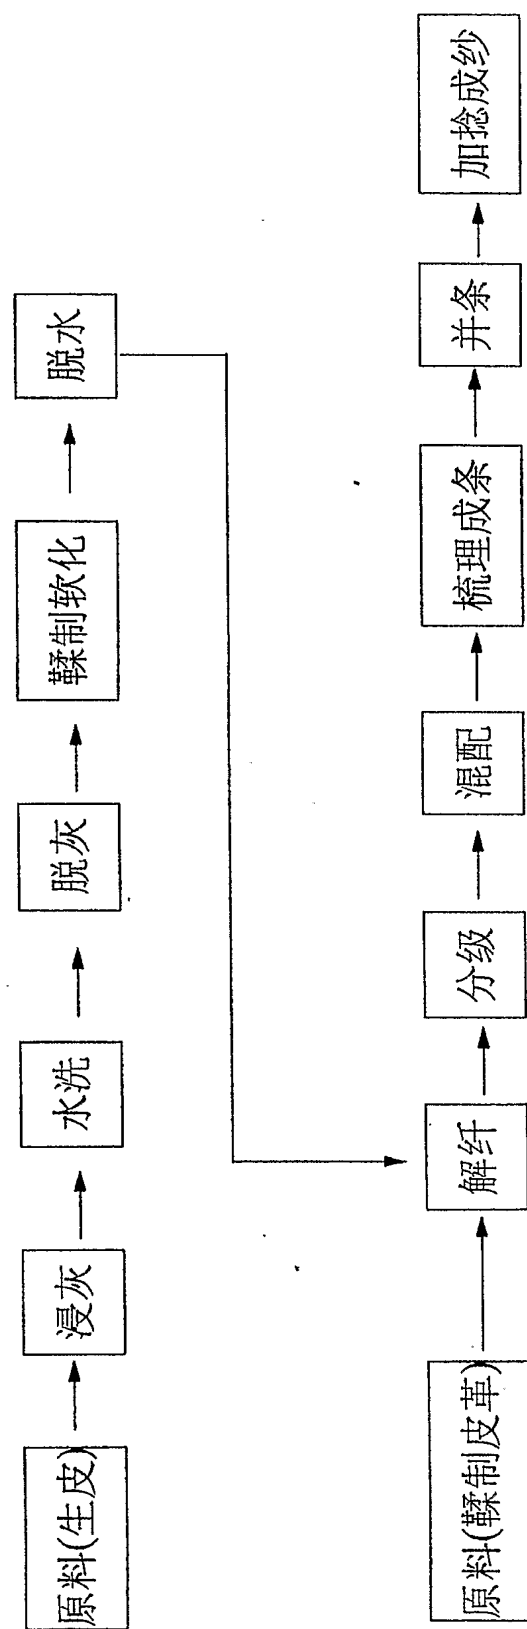 原料(生皮)
浸灰
水洗
脱灰
鞣制软化
脱水
原料(鞣制皮革)
解纤
分级
混配
梳理成条
并条
加捻成纱